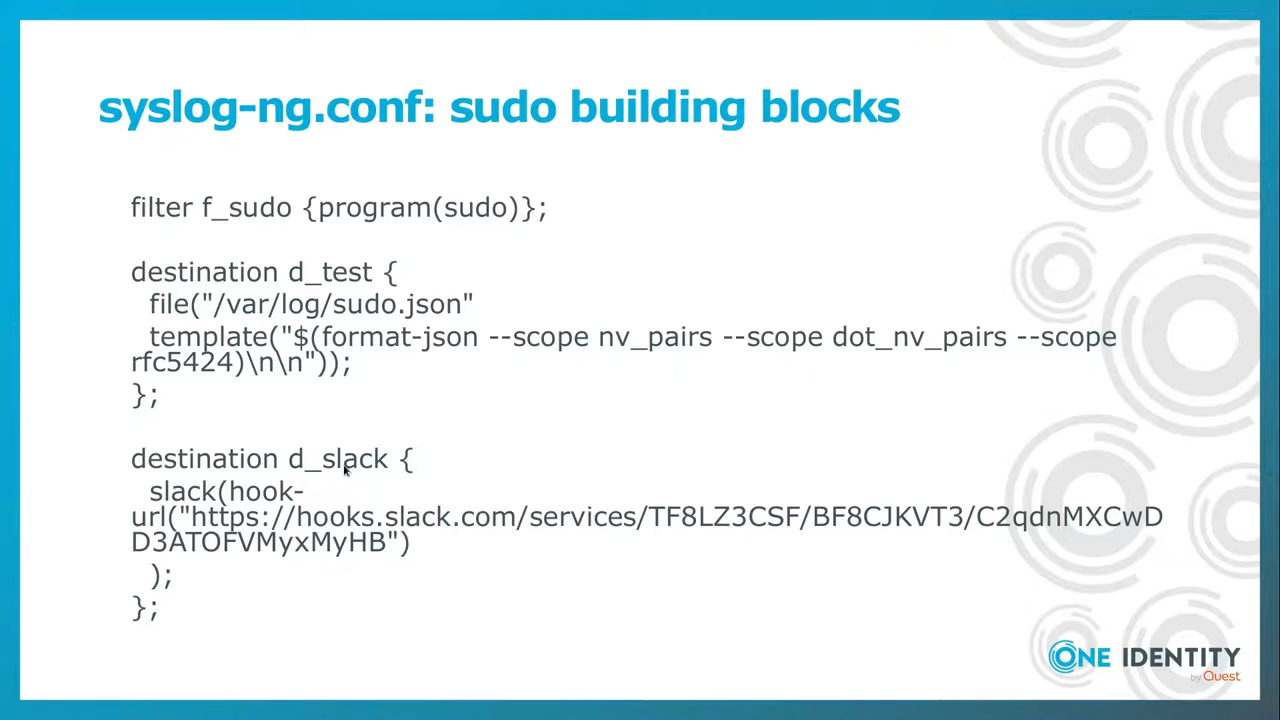 syslog-ng.conf: sudo building blocks
filter f_sudo {program(sudo)};
destination d_test {
file("/var/log/sudo.json"
template("$(format-json --scope nv_pairs --scope dot_nv_pairs --scope
rfc5424)\n\n"));
};
destination d_slack {
slack(hook-
url("https://hooks.slack.com/services/TF8LZ3CSF/BF8CJKVT3/C2qdnMXCwD
D3ATOFVMyxMyHB")
);
};
ONE IDENTITY
by Quest